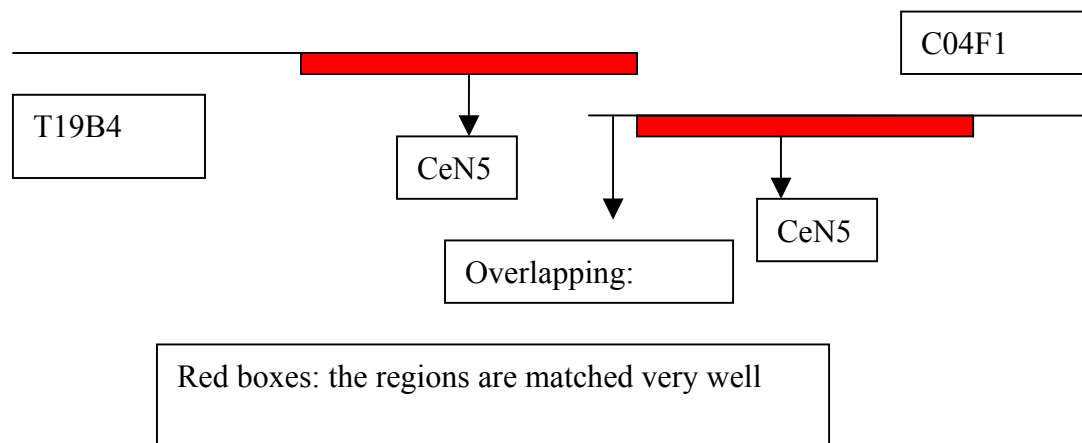 C04F1
T19B4
CeN5
CeN5
Overlapping:
Red boxes: the regions are matched very well